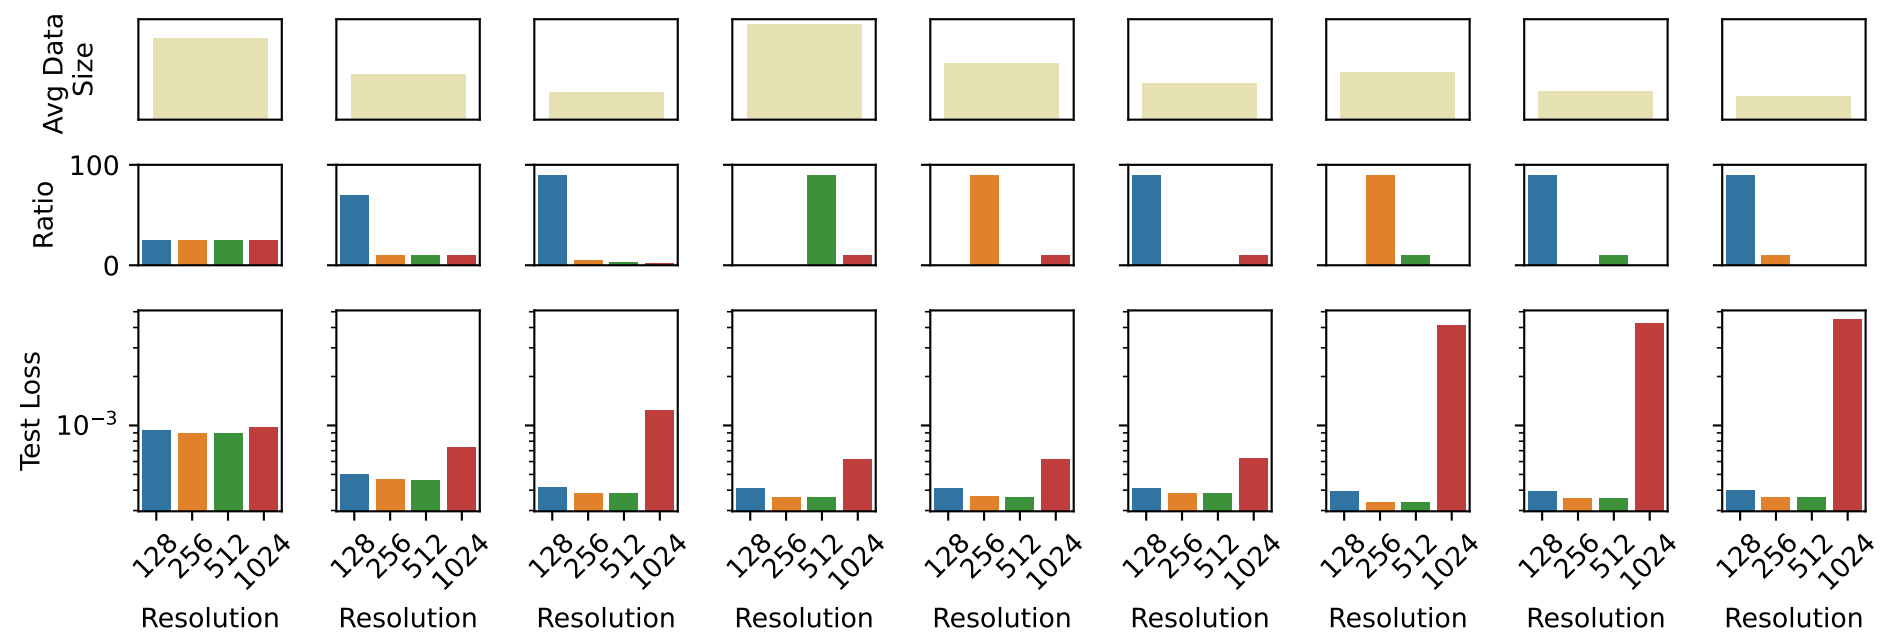 Avg Data
Size
Ratio
100
0
Test Loss
10⁻³
128 256 512 1024 128 256 512 1024 128 256 512 1024 128 256 512 1024 128 256 512 1024 128 256 512 1024 128 256 512 1024 128 256 512 1024 128 256 512 1024
Resolution Resolution Resolution Resolution Resolution Resolution Resolution Resolution Resolution